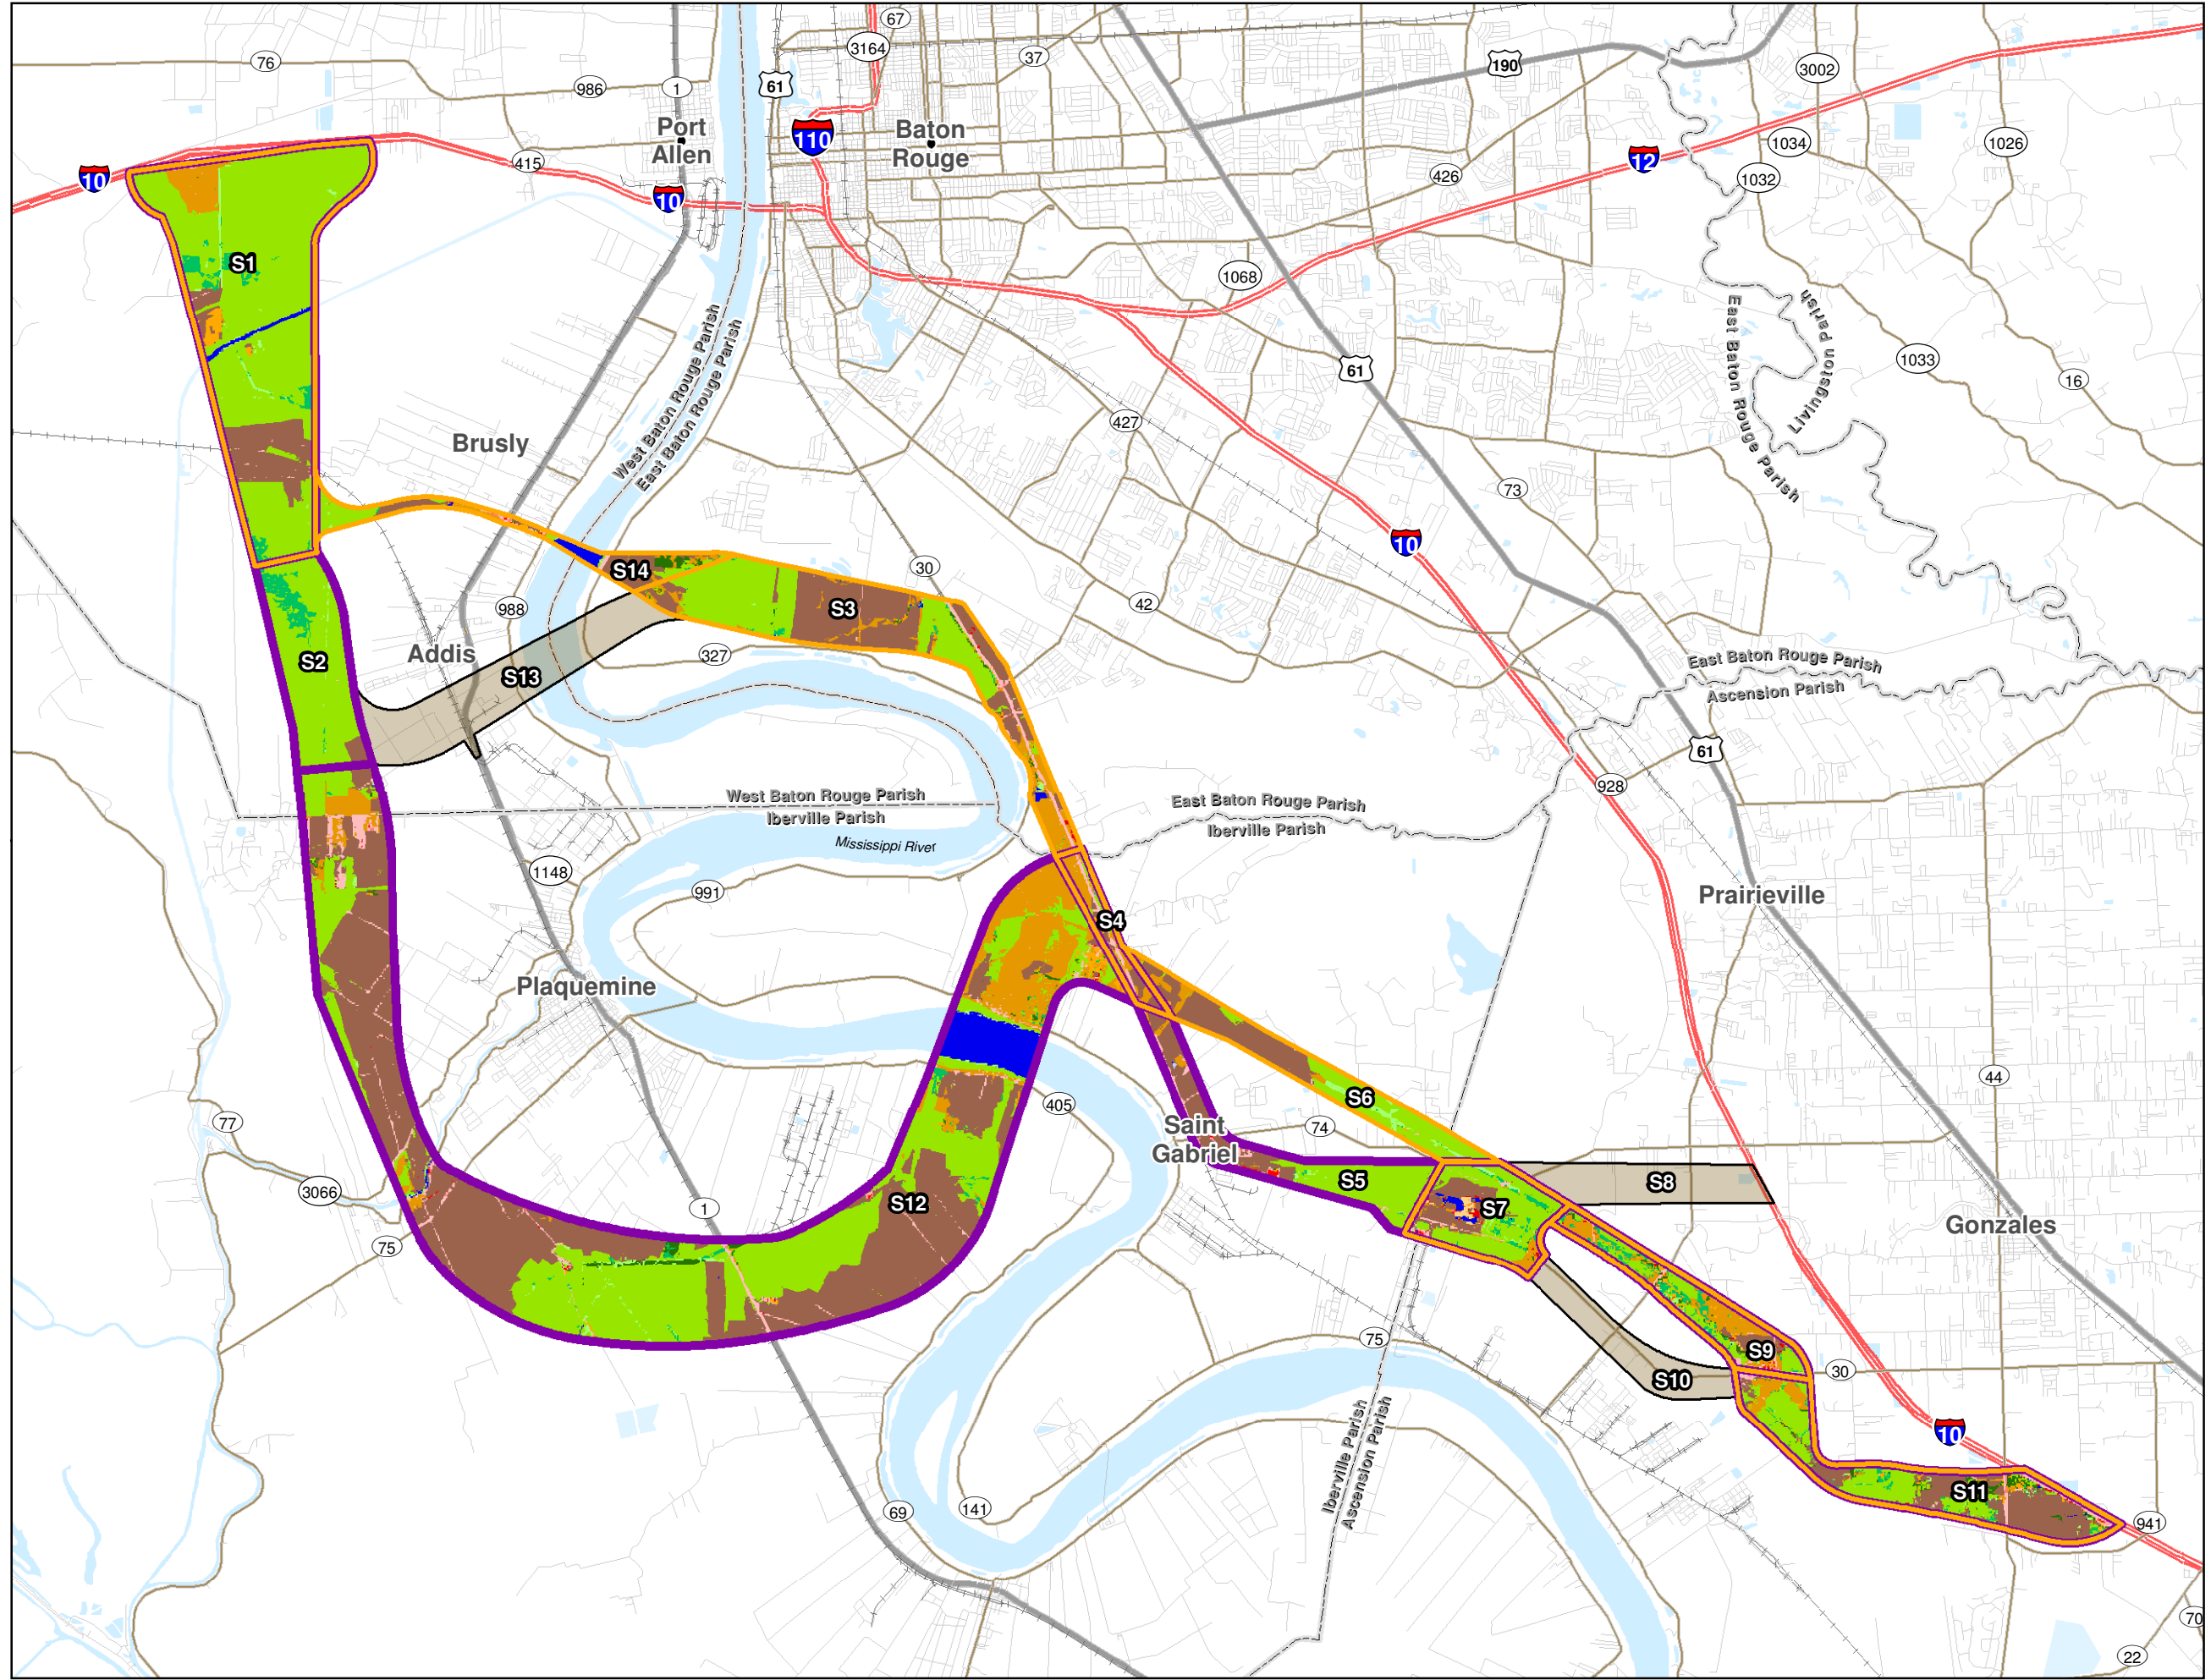 67
3164
37
76
986
1
61
190
3002
110
Port
Allen
Baton
Rouge
12
1034
1026
415
10
10
426
1032
S1
1068
West Baton Rouge Parish
East Baton Rouge Parish
East Baton Rouge Parish
Livingston Parish
61
1033
16
427
Brusly
73
10
30
S14
S3
988
42
Addis
S2
S13
327
East Baton Rouge Parish
Ascension Parish
61
928
West Baton Rouge Parish
Iberville Parish
East Baton Rouge Parish
Iberville Parish
Mississippi River
1148
991
Prairieville
S4
Plaquemine
44
S6
405
77
Saint
Gabriel
74
S5
S8
3066
S12
S7
1
Gonzales
75
75
S9
30
S10
Iberville Parish
Ascension Parish
10
S11
69
141
941
70
22